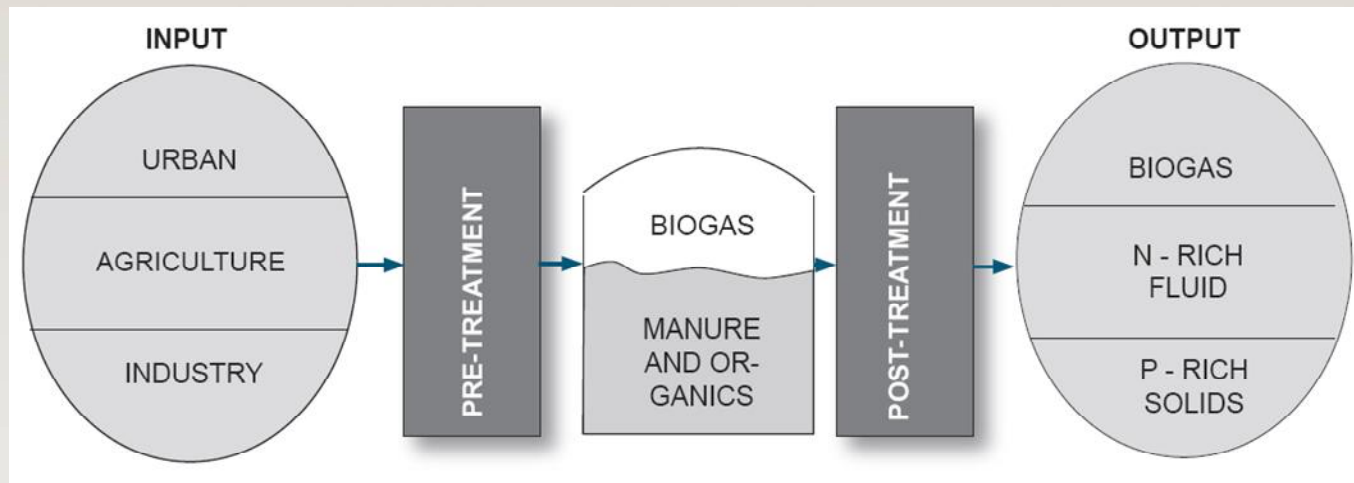 INPUT
URBAN
AGRICULTURE
INDUSTRY
PRE-TREATMENT
BIOGAS
MANURE
AND OR-
GANICS
POST-TREATMENT
OUTPUT
BIOGAS
N - RICH
FLUID
P - RICH
SOLIDS